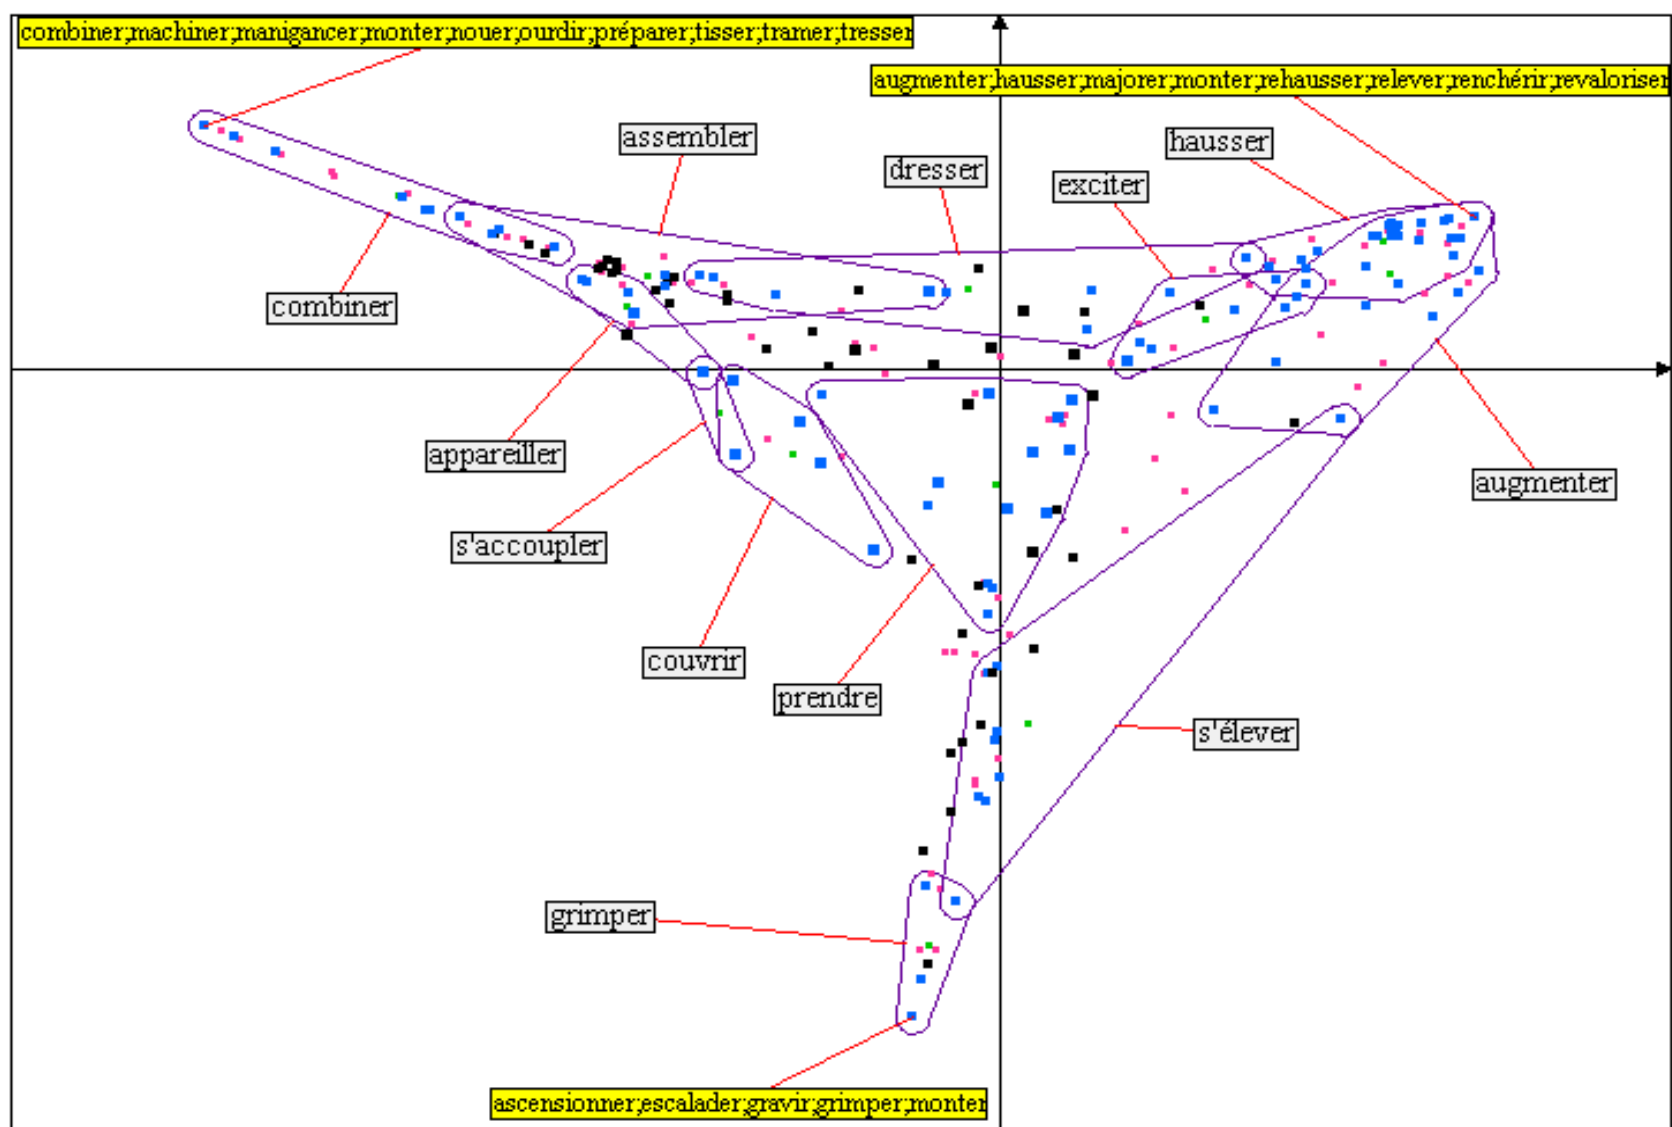 combiner;machiner;manigancer;monter;nouer;ourdir;préparer;tisser;tramer;tresser
augmenter;hausser;majorer;monter;rehausser;relever;renchérir;revaloriser
assembler
hausser
dresser
exciter
combiner
appareiller
augmenter
s'accoupler
couvrir
prendre
s'élever
grimper
ascensionner;escalader;gravir;grimper;monter